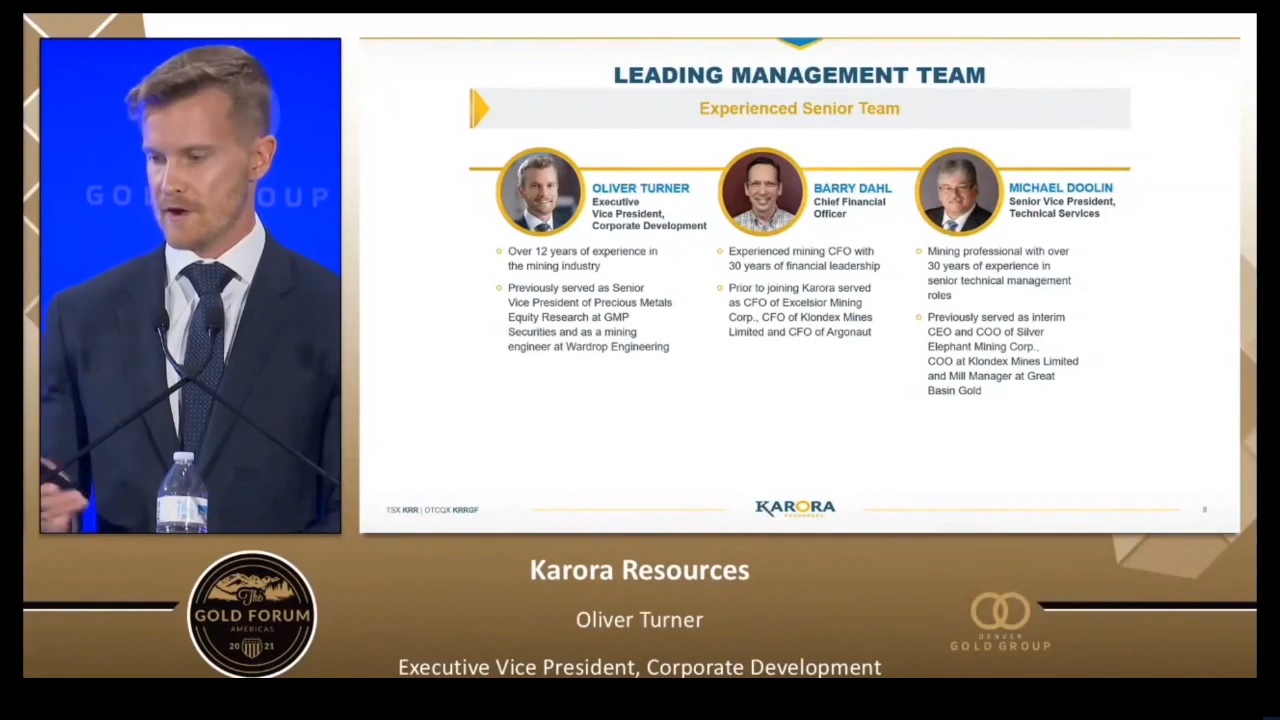 GOLD GROUP
LEADING MANAGEMENT TEAM
Experienced Senior Team
OLIVER TURNER
Executive
Vice President,
Corporate Development
Over 12 years of experience in
the mining industry
Previously served as Senior
Vice President of Precious Metals
Equity Research at GMP
Securities and as a mining
engineer at Wardrop Engineering
BARRY DAHL
Chief Financial
Officer
Experienced mining CFO with
30 years of financial leadership
Prior to joining Karora served
as CFO of Excelsior Mining
Corp., CFO of Klondex Mines
Limited and CFO of Argonaut
MICHAEL DOOLIN
Senior Vice President,
Technical Services
Mining professional with over
30 years of experience in
senior technical management
roles
Previously served as interim
CEO and COO of Silver
Elephant Mining Corp.,
COO at Klondex Mines Limited
and Mill Manager at Great
Basin Gold
TSX KRR | OTCQX KRRGF
KARORA
RESOURCES
8
Karora Resources
Oliver Turner
Executive Vice President, Corporate Development
The
GOLD FORUM
AMERICAS
20 21
DENVER
GOLD GROUP